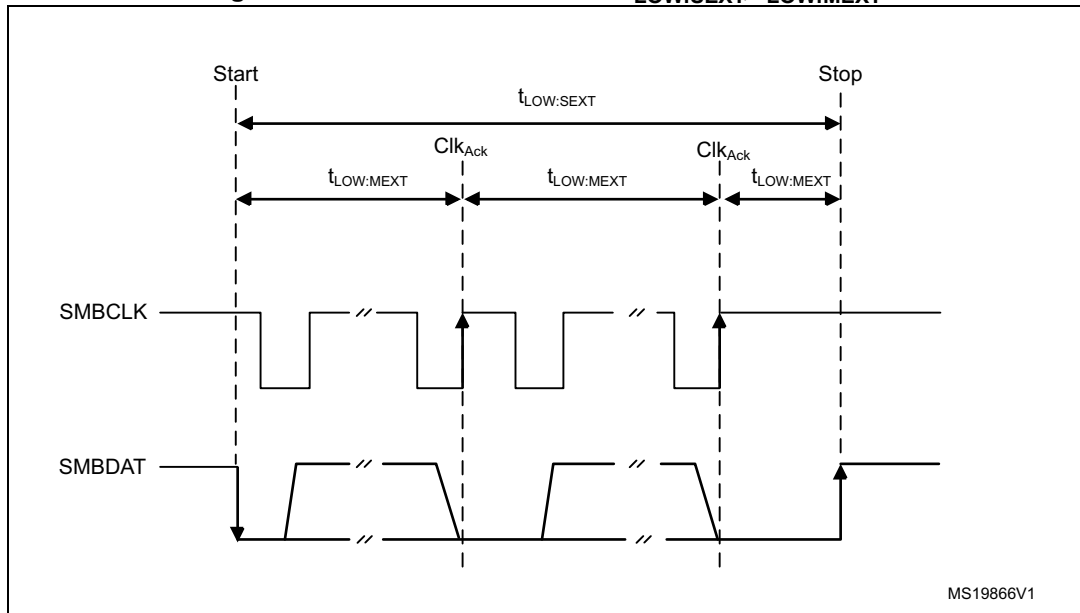 Start
Stop
tLOW:SEXT
ClkAck
ClkAck
tLOW:MEXT
tLOW:MEXT
tLOW:MEXT
SMBCLK
SMBDAT
MS19866V1